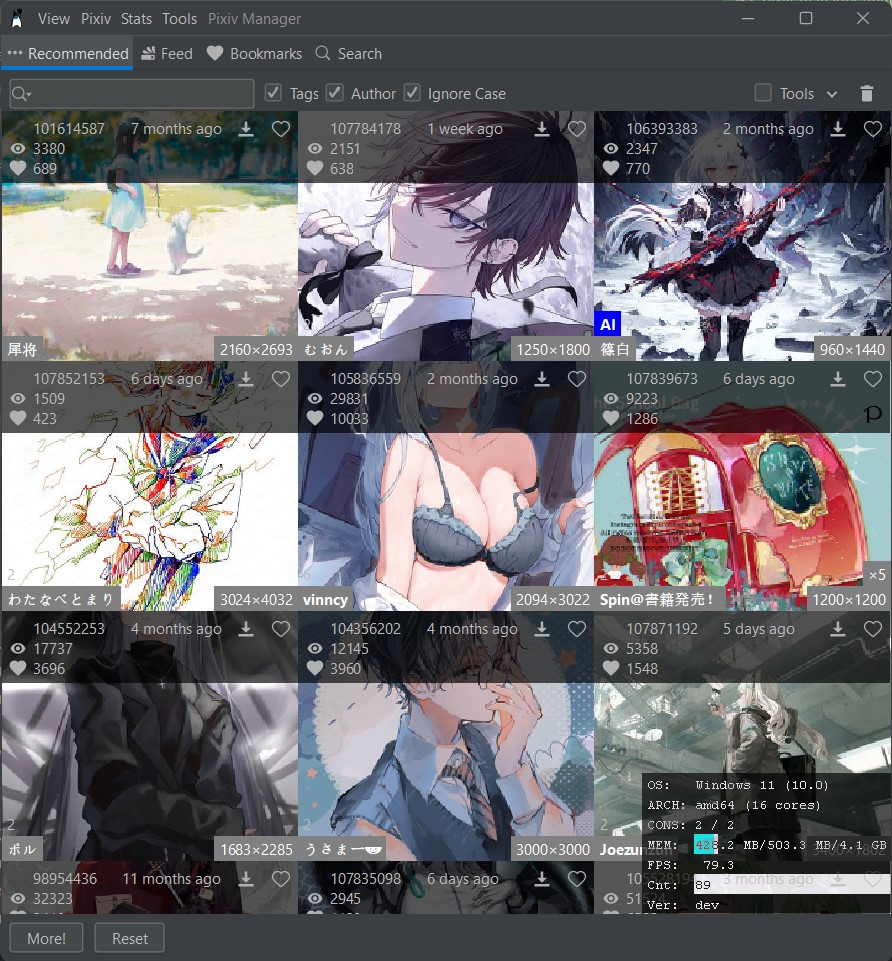 View Pixiv Stats Tools Pixiv Manager
Recommended Feed Bookmarks Search
Tags Author Ignore Case Tools
101614587 7 months ago
3380
689
犀将 2160×2693
107784178 1 week ago
2151
638
むおん 1250×1800
106393383 2 months ago
2347
770
AI
篠白 960×1440
107852153 6 days ago
1509
423
2
わたなべとまり 3024×4032
105836559 2 months ago
29831
10033
vinncy 2094×3022
107839673 6 days ago
9223
1286
P
×5
Spin@書籍発売! 1200×1200
104552253 4 months ago
17737
3696
2
ポル 1683×2285
104356202 4 months ago
12145
3960
2
うさまー 3000×3000
107871192 5 days ago
5358
1548
2
98954436 11 months ago
32323
107835098 6 days ago
2945
3 months ago
OS: Windows 11 (10.0)
ARCH: amd64 (16 cores)
CONS: 2 / 2
MEM: 428.2 MB/503.3 MB/4.1 GB
FPS: 79.3
Cnt: 89
Ver: dev
More! Reset